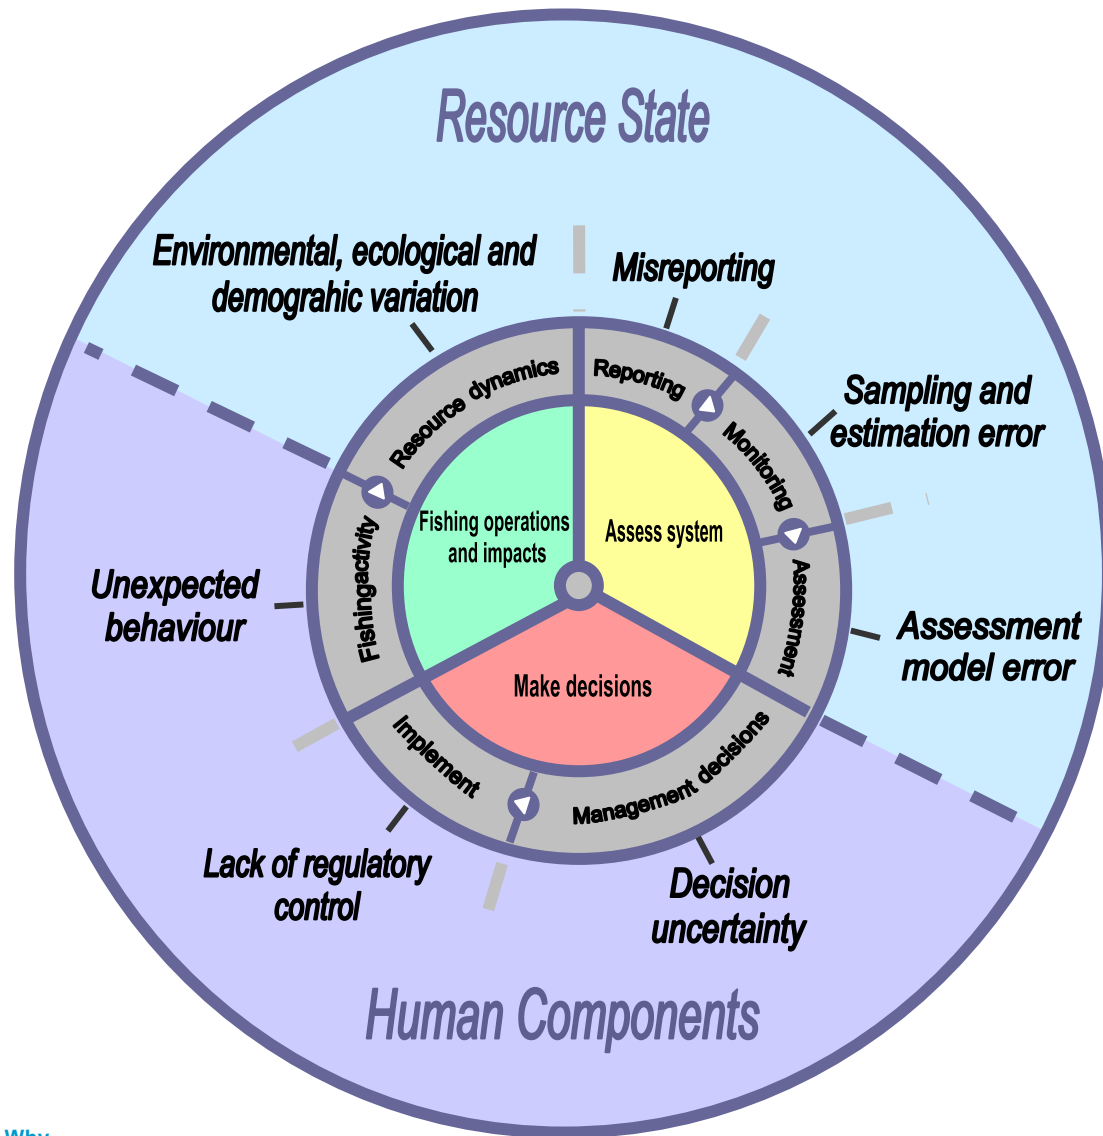 Resource State
Environmental, ecological and
demograhic variation
Misreporting
Sampling and
estimation error
Resource dynamics
Reporting
Monitoring
Fishing operations
and impacts
Assess system
Fishingactivity
Assessment
Unexpected
behaviour
Assessment
model error
Make decisions
Implement
Management decisions
Lack of regulatory
control
Decision
uncertainty
Human Components
Why